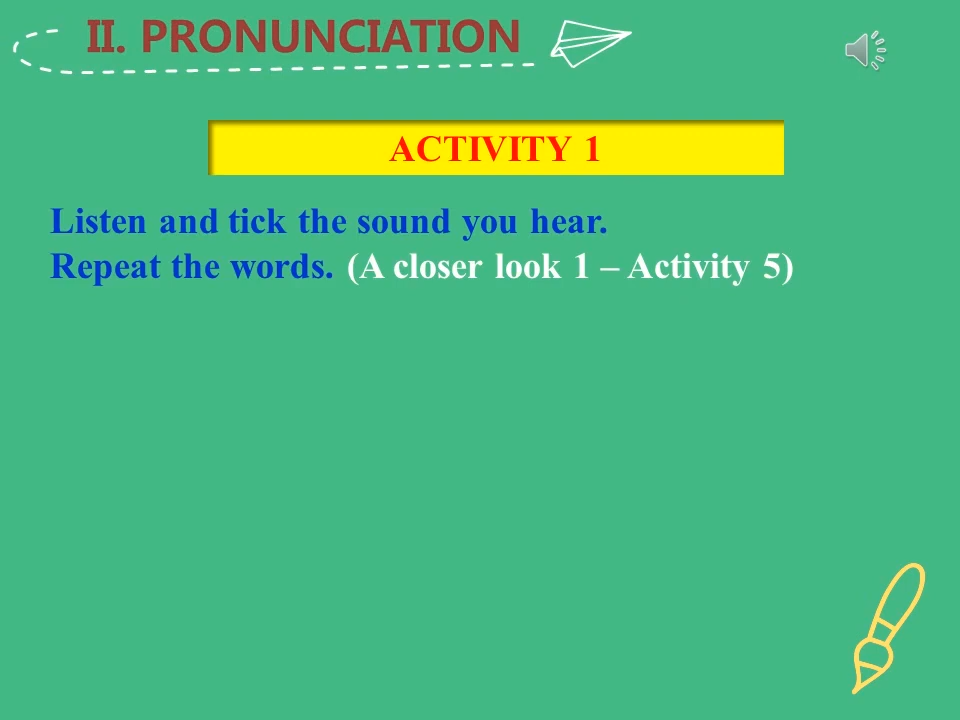 II. PRONUNCIATION
ACTIVITY 1
Listen and tick the sound you hear.
Repeat the words. (A closer look 1 – Activity 5)